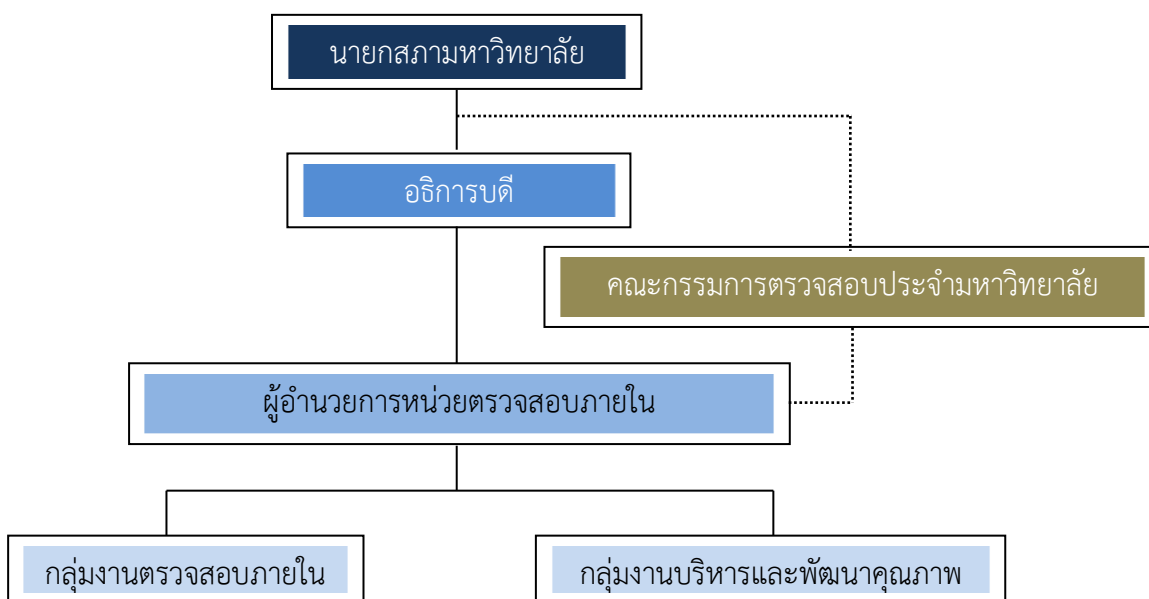 นายกสภามหาวิทยาลัย
อธิการบดี
คณะกรรมการตรวจสอบประจำมหาวิทยาลัย
ผู้อำนวยการหน่วยตรวจสอบภายใน
กลุ่มงานตรวจสอบภายใน
กลุ่มงานบริหารและพัฒนาคุณภาพ